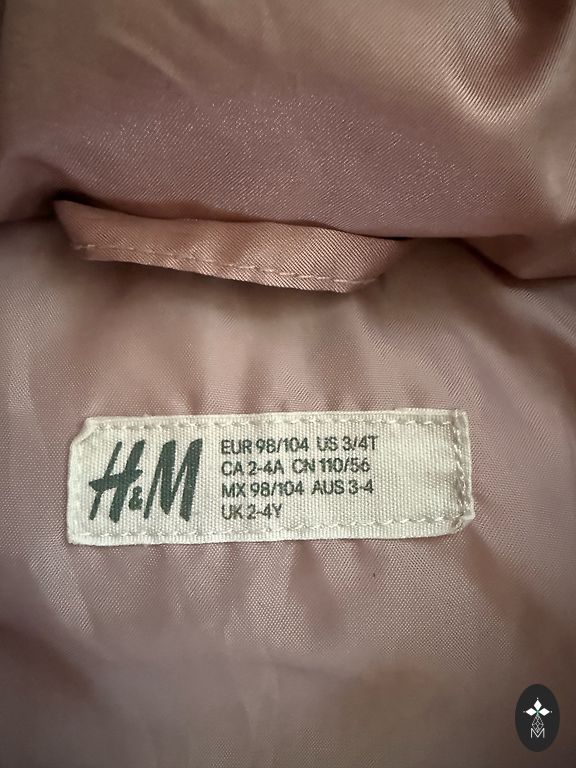 H&M
EUR 98/104 US 3/4T
CA 2-4A CN 110/56
MX 98/104 AUS 3-4
UK 2-4Y
M